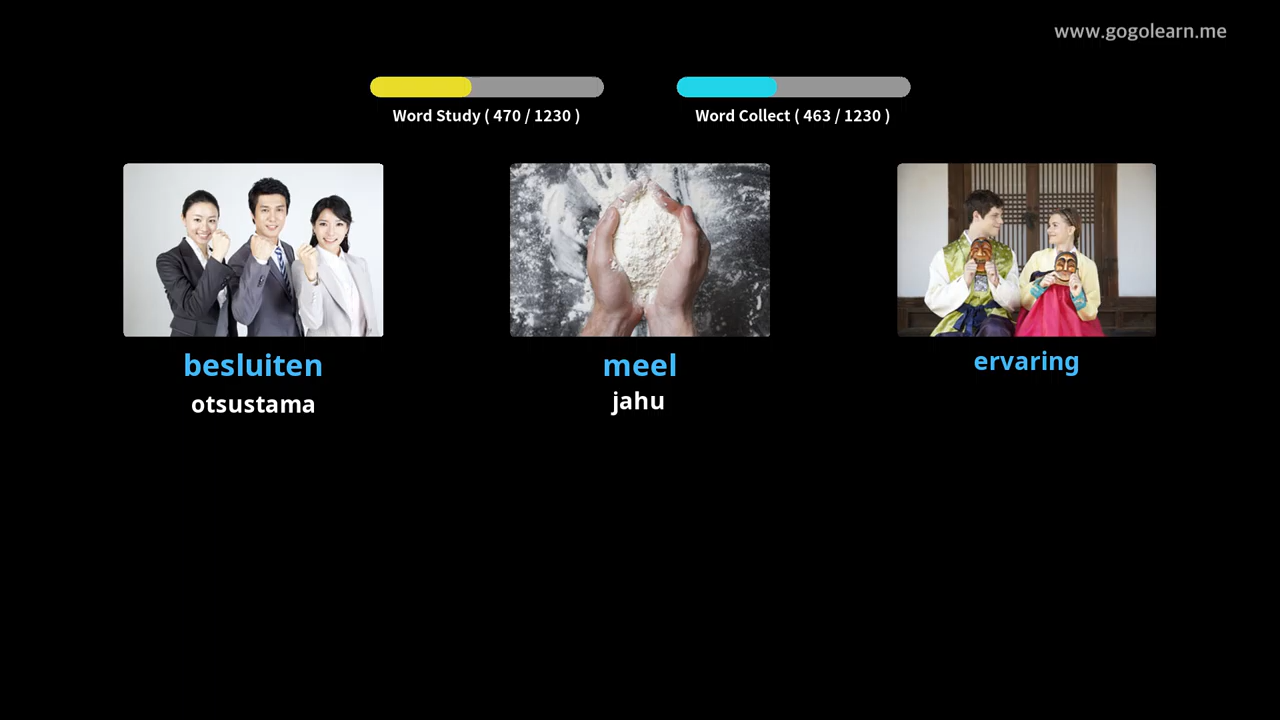 www.gogolearn.me
Word Study ( 470 / 1230 )
Word Collect ( 463 / 1230 )
besluiten
otsustama
meel
jahu
ervaring